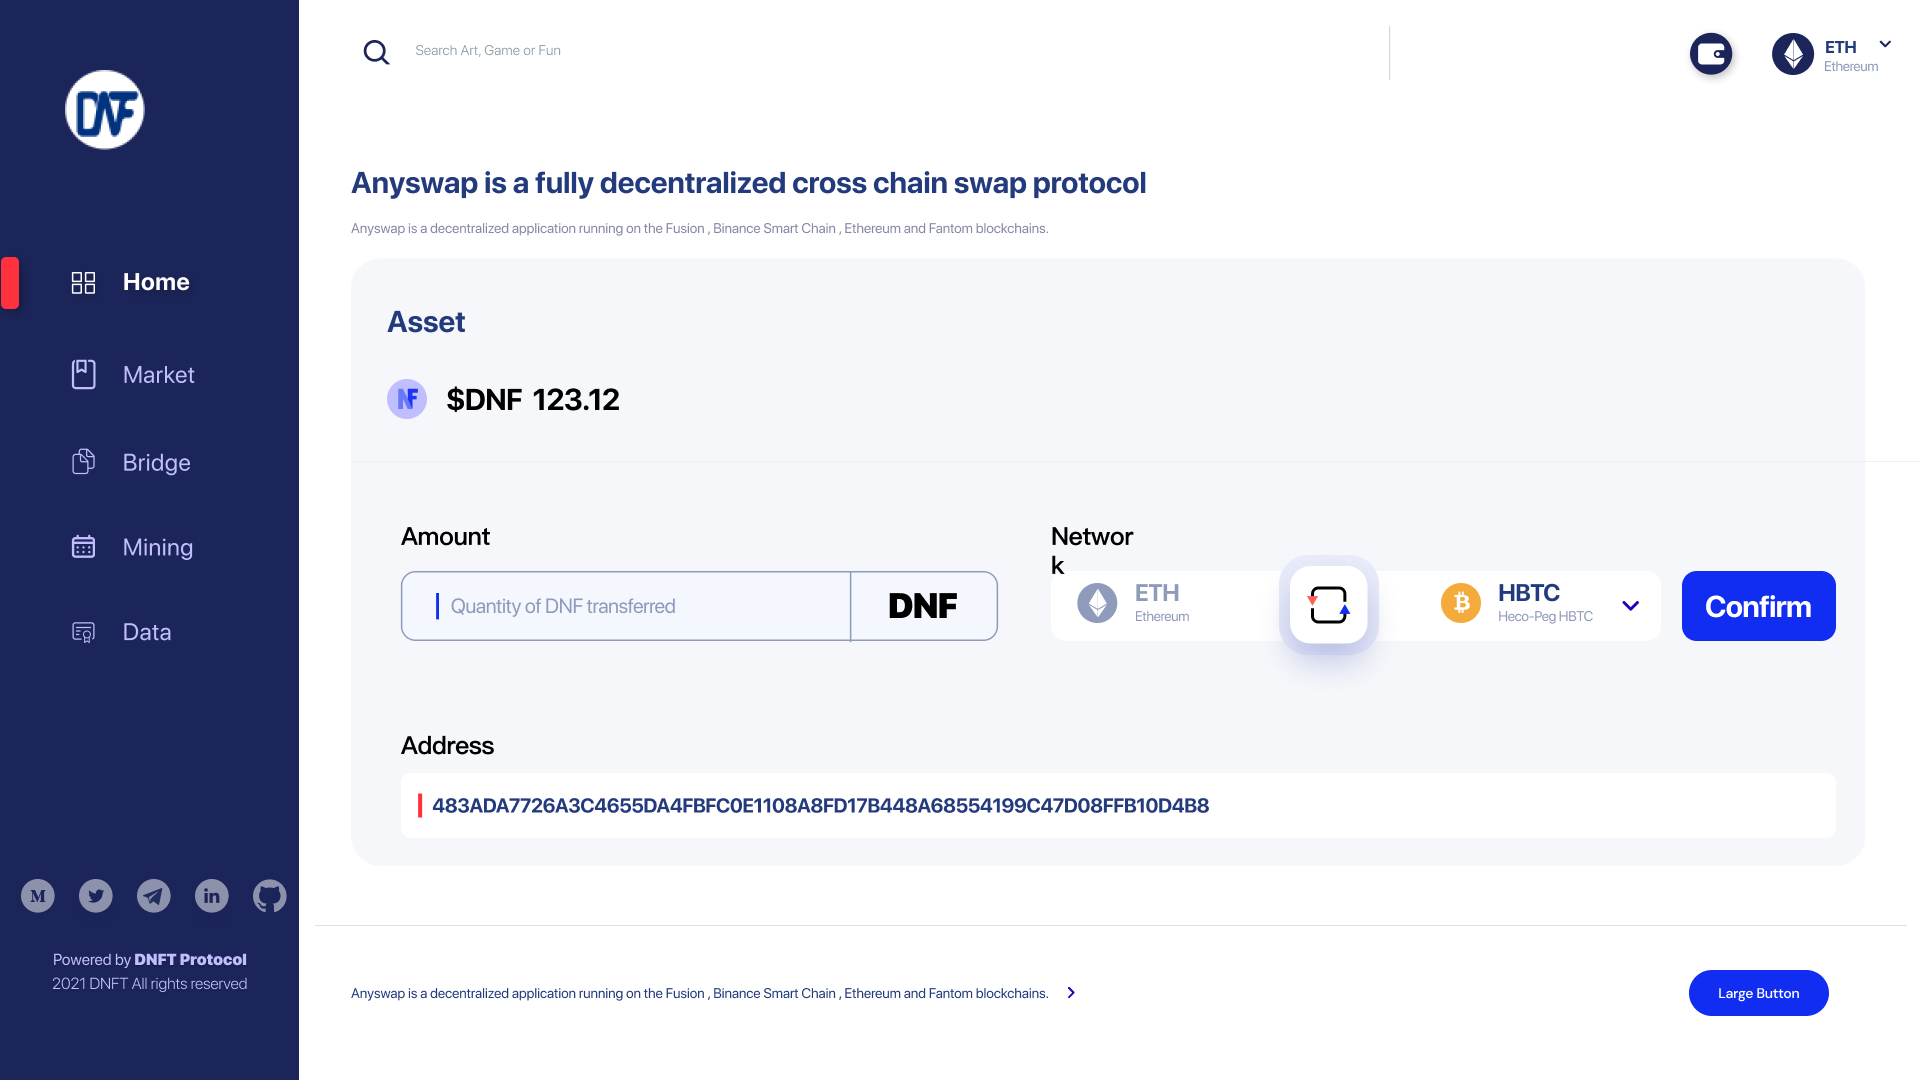 Search Art, Game or Fun
ETH
Ethereum
DNF
Anyswap is a fully decentralized cross chain swap protocol
Anyswap is a decentralized application running on the Fusion , Binance Smart Chain , Ethereum and Fantom blockchains.
Home
Market
Bridge
Mining
Data
Asset
NF
$DNF 123.12
Amount
Quantity of DNF transferred
DNF
Networ
k
ETH
Ethereum
HBTC
Heco-Peg HBTC
Confirm
Address
483ADA7726A3C4655DA4FBFC0E1108A8FD17B448A68554199C47D08FFB10D4B8
M
in
Powered by DNFT Protocol
2021 DNFT All rights reserved
Anyswap is a decentralized application running on the Fusion , Binance Smart Chain , Ethereum and Fantom blockchains.
Large Button